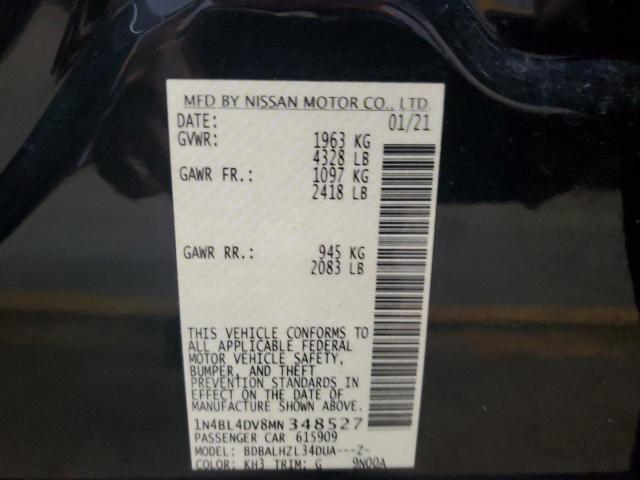 MFD BY NISSAN MOTOR CO., LTD.
DATE: 01/21
GVWR: 1963 KG
4328 LB
GAWR FR.: 1097 KG
2418 LB
GAWR RR.: 945 KG
2083 LB
THIS VEHICLE CONFORMS TO
ALL APPLICABLE FEDERAL
MOTOR VEHICLE SAFETY,
BUMPER, AND THEFT
PREVENTION STANDARDS IN
EFFECT ON THE DATE OF
MANUFACTURE SHOWN ABOVE.
1N4BL4DV8MN348527
PASSENGER CAR 615909
MODEL: BDBALHZL34DUA---Z-
COLOR: KH3 TRIM: G 9N00A